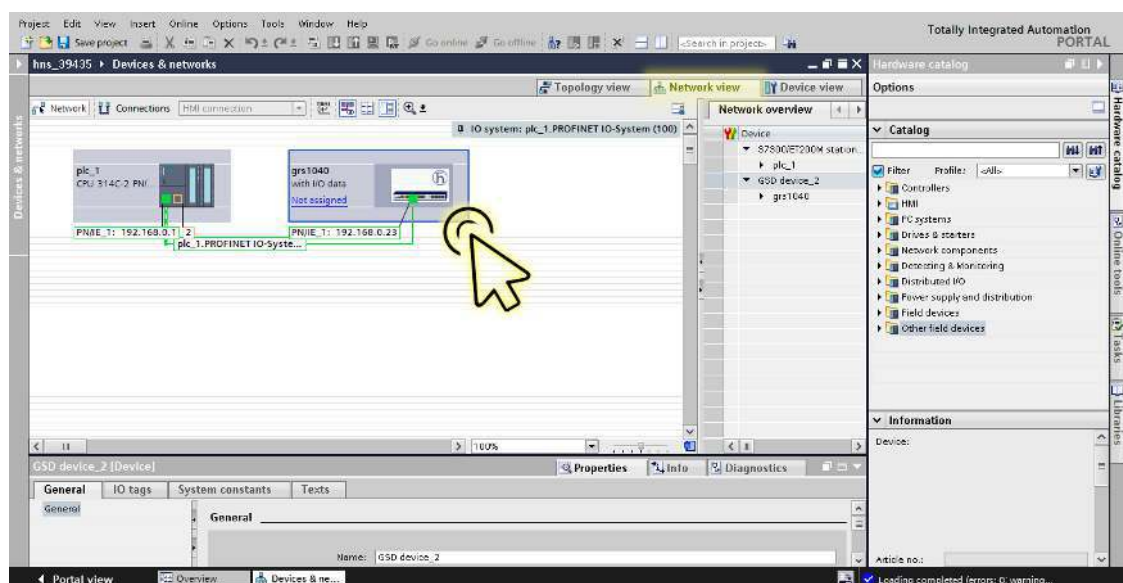 Project Edit View Insert Online Options Tools Window Help
Totally Integrated Automation
PORTAL
Save project Go online Go offline <Search in project>
hns_39435 ▸ Devices & networks
Hardware catalog
Topology view Network view Device view
Options
Network Connections HMI connection
Network overview
IO system: plc_1.PROFINET IO-System (100)
Device
S7300/ET200M station...
plc_1
GSD device_2
grs1040
plc_1
CPU 314C-2 PN/...
grs1040
with I/O data
Not assigned
PN/IE_1: 192.168.0.1 2
PN/IE_1: 192.168.0.23
plc_1.PROFINET IO-Syste...
Catalog
Filter Profile: <All>
Controllers
HMI
PC systems
Drives & starters
Network components
Detecting & Monitoring
Distributed I/O
Power supply and distribution
Field devices
Other field devices
Information
Device:
Article no.:
Devices & networks
Hardware catalog
Online tools
Tasks
Libraries
100%
GSD device_2 [Device]
Properties Info Diagnostics
General IO tags System constants Texts
General
General
Name: GSD device_2
Portal view Overview Devices & ne...
Loading completed (errors: 0; warning...